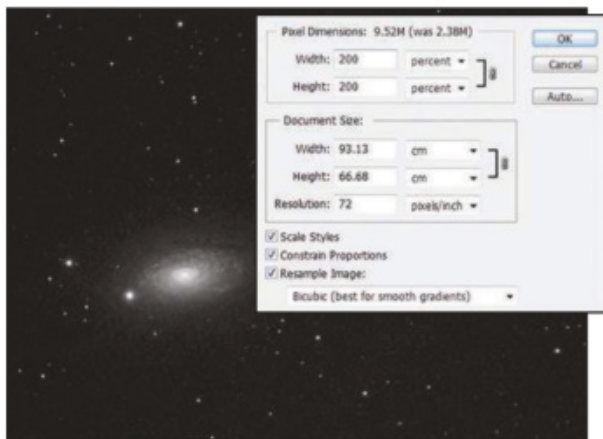 Pixel Dimensions: 9.52M (was 2.38M)
Width: 200 percent
Height: 200 percent
OK
Cancel
Auto...
Document Size:
Width: 93.13 cm
Height: 66.68 cm
Resolution: 72 pixels/inch
Scale Styles
Constrain Proportions
Resample Image:
Bicubic (best for smooth gradients)